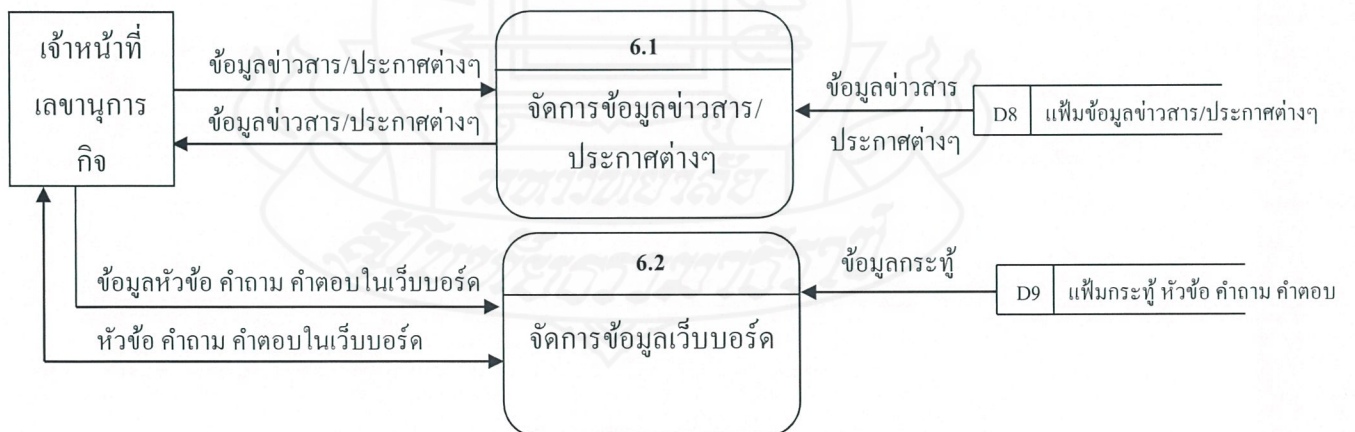 เจ้าหน้าที่
เลขานุการ
กิจ
ข้อมูลข่าวสาร/ประกาศต่างๆ
ข้อมูลข่าวสาร/ประกาศต่างๆ
6.1
จัดการข้อมูลข่าวสาร/
ประกาศต่างๆ
ข้อมูลข่าวสาร
ประกาศต่างๆ
D8
แฟ้มข้อมูลข่าวสาร/ประกาศต่างๆ
ข้อมูลหัวข้อ คำถาม คำตอบในเว็บบอร์ด
หัวข้อ คำถาม คำตอบในเว็บบอร์ด
6.2
จัดการข้อมูลเว็บบอร์ด
ข้อมูลกระทู้
D9
แฟ้มกระทู้ หัวข้อ คำถาม คำตอบ